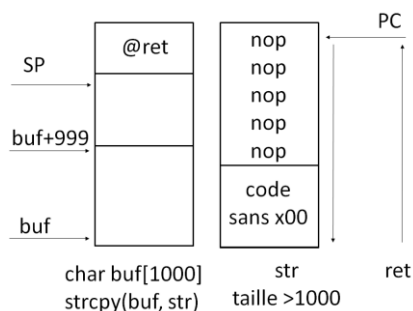 @ret
SP
buf+999
buf
char buf[1000]
strcpy(buf, str)
nop
nop
nop
nop
nop
code
sans x00
str
taille >1000
PC
ret